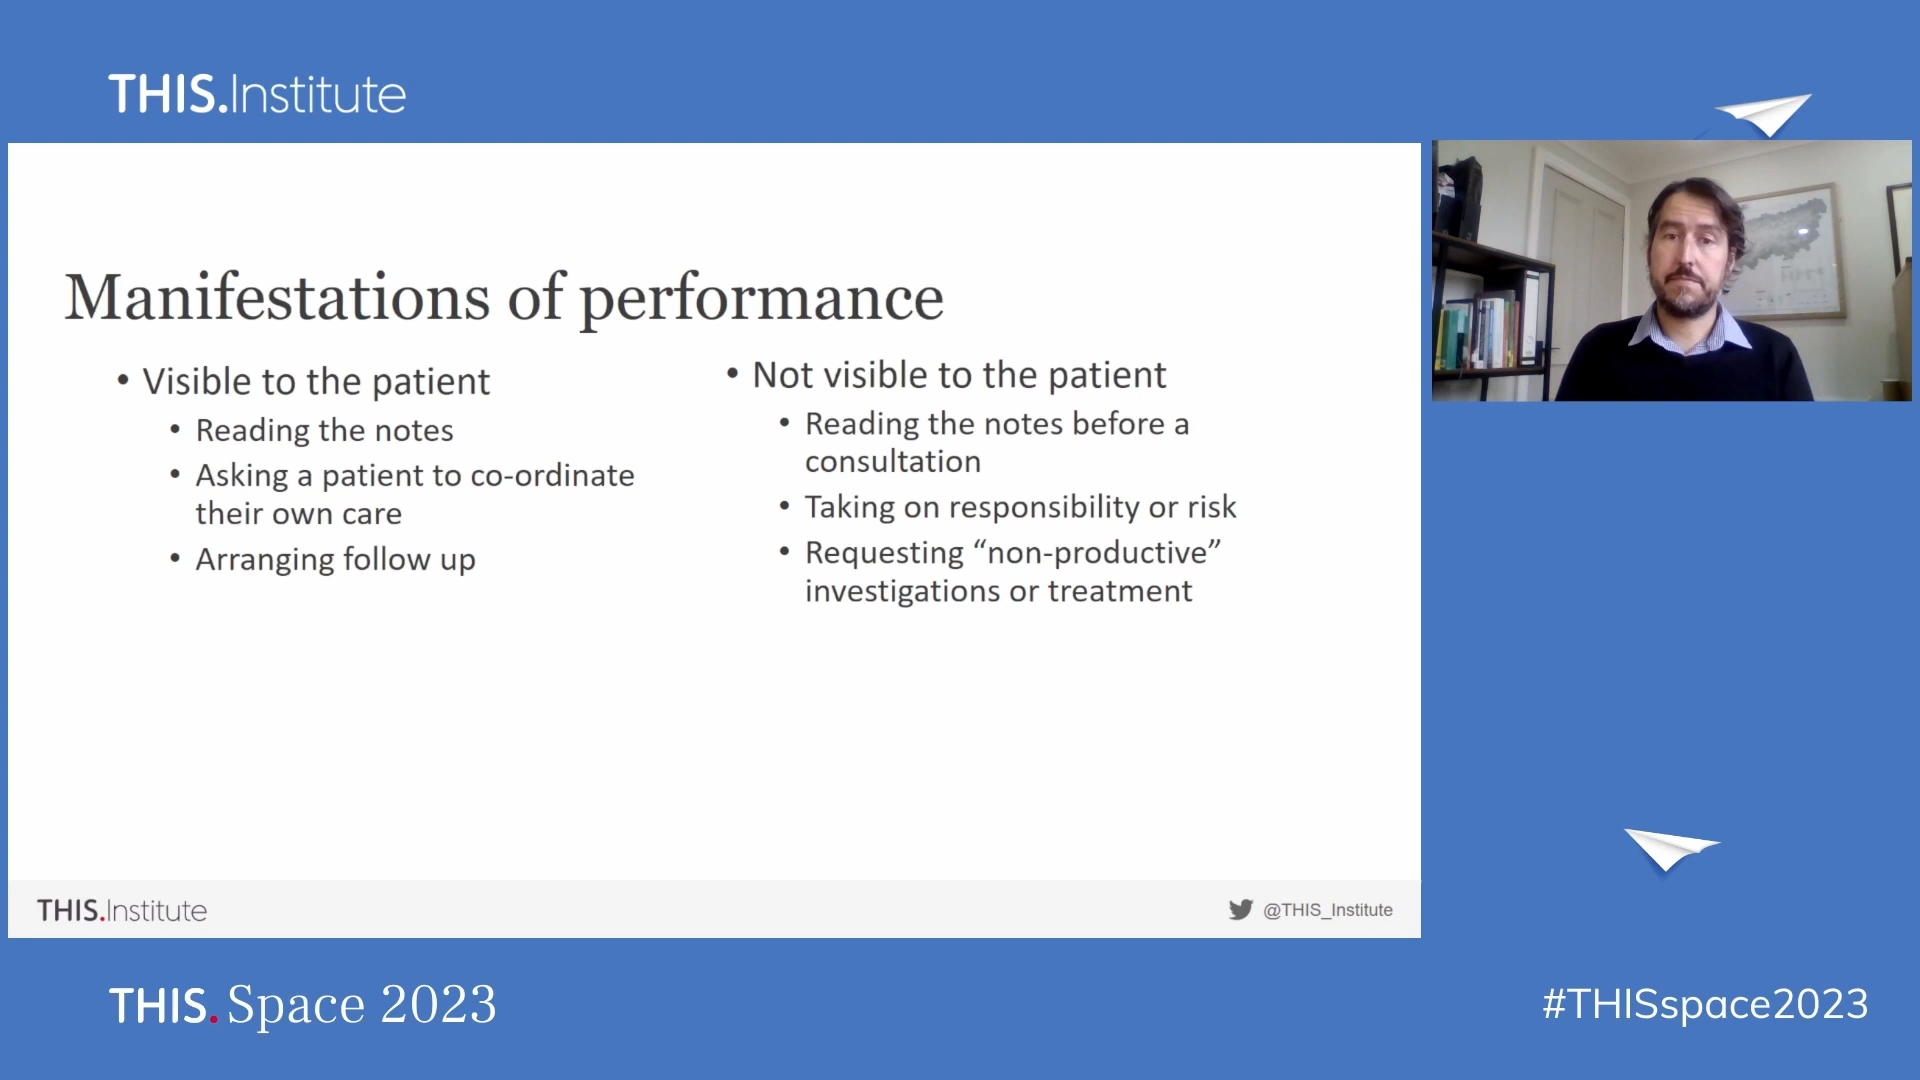 THIS.Institute
Manifestations of performance
• Visible to the patient
• Reading the notes
• Asking a patient to co-ordinate
their own care
• Arranging follow up
• Not visible to the patient
• Reading the notes before a
consultation
• Taking on responsibility or risk
• Requesting “non-productive”
investigations or treatment
THIS.Institute
@THIS_Institute
THIS. Space 2023
#THISspace2023